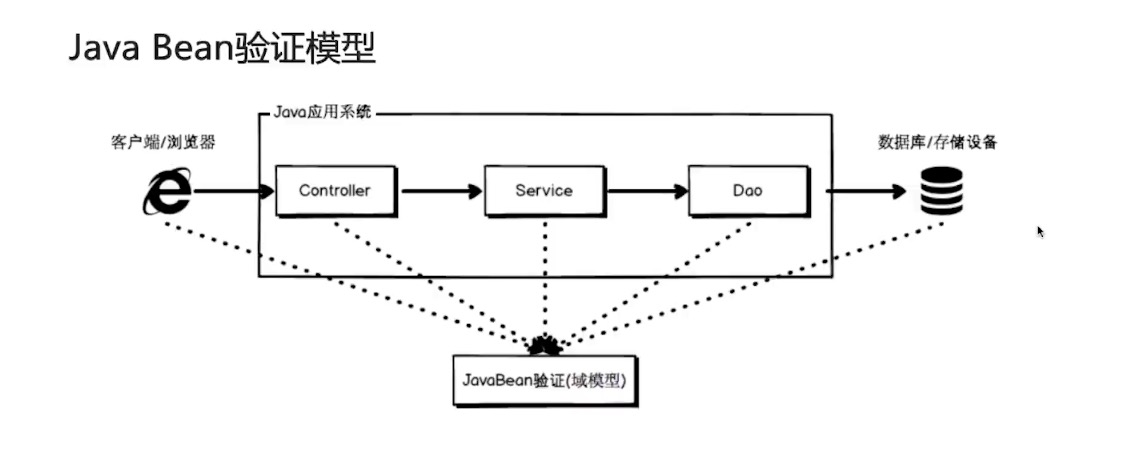 Java Bean验证模型
Java应用系统
客户端/浏览器
数据库/存储设备
Controller
Service
Dao
JavaBean验证(域模型)